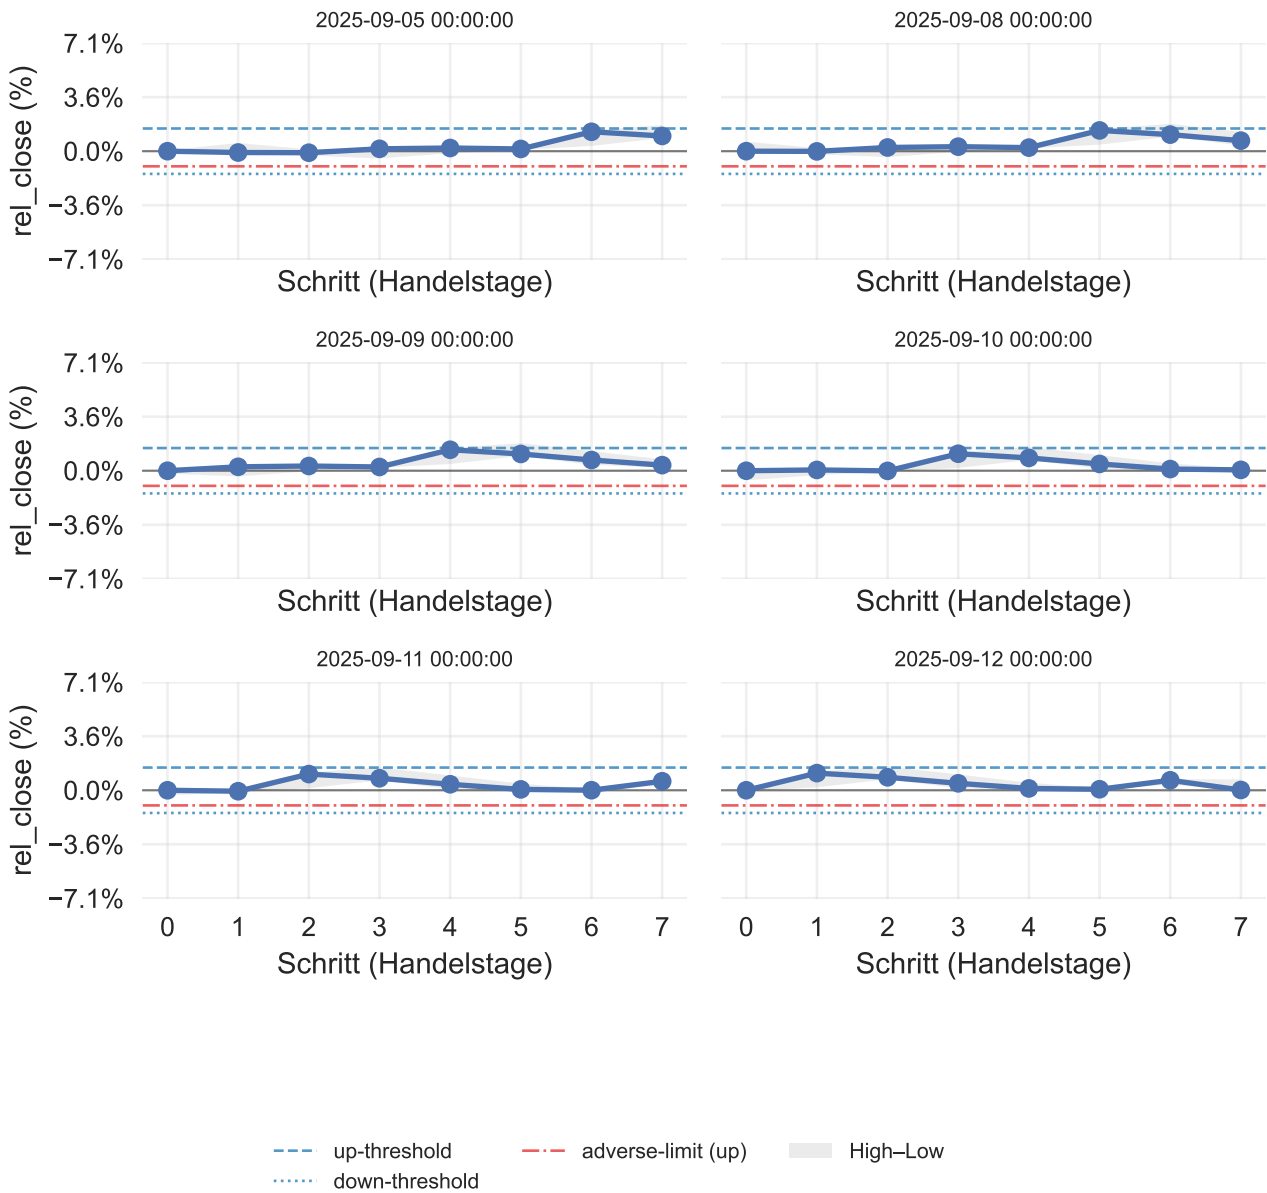 2025-09-05 00:00:00
2025-09-08 00:00:00
rel_close (%)
7.1%
3.6%
0.0%
−3.6%
−7.1%
Schritt (Handelstage)
Schritt (Handelstage)
2025-09-09 00:00:00
2025-09-10 00:00:00
rel_close (%)
7.1%
3.6%
0.0%
−3.6%
−7.1%
Schritt (Handelstage)
Schritt (Handelstage)
2025-09-11 00:00:00
2025-09-12 00:00:00
rel_close (%)
7.1%
3.6%
0.0%
−3.6%
−7.1%
0 1 2 3 4 5 6 7
0 1 2 3 4 5 6 7
Schritt (Handelstage)
Schritt (Handelstage)
up-threshold
down-threshold
adverse-limit (up)
High–Low